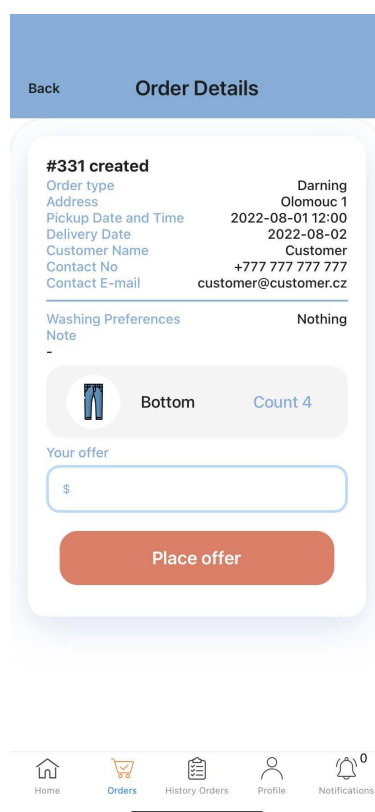 Back Order Details
#331 created
Order type Darning
Address Olomouc 1
Pickup Date and Time 2022-08-01 12:00
Delivery Date 2022-08-02
Customer Name Customer
Contact No +777 777 777 777
Contact E-mail customer@customer.cz
Washing Preferences Nothing
Note
-
Bottom Count 4
Your offer
$
Place offer
0
Home Orders History Orders Profile Notifications